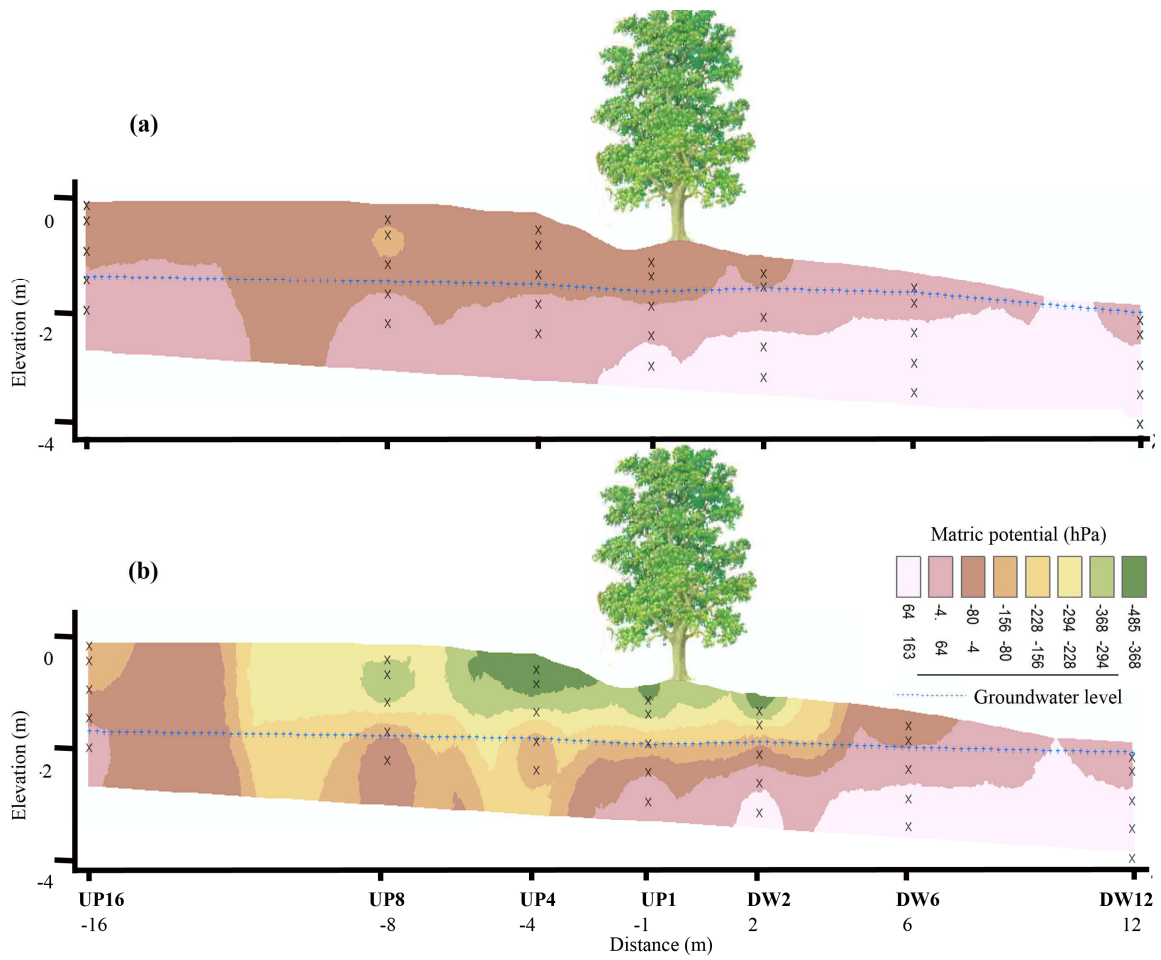 (a)
0
-2
-4
Elevation (m)
X
(b)
Matric potential (hPa)
64 163
-4. 64
-80 -4
-156 -80
-228 -156
-294 -228
-368 -294
-485 -368
Groundwater level
0
-2
-4
Elevation (m)
UP16 UP8 UP4 UP1 DW2 DW6 DW12
-16 -8 -4 -1 2 6 12
Distance (m)